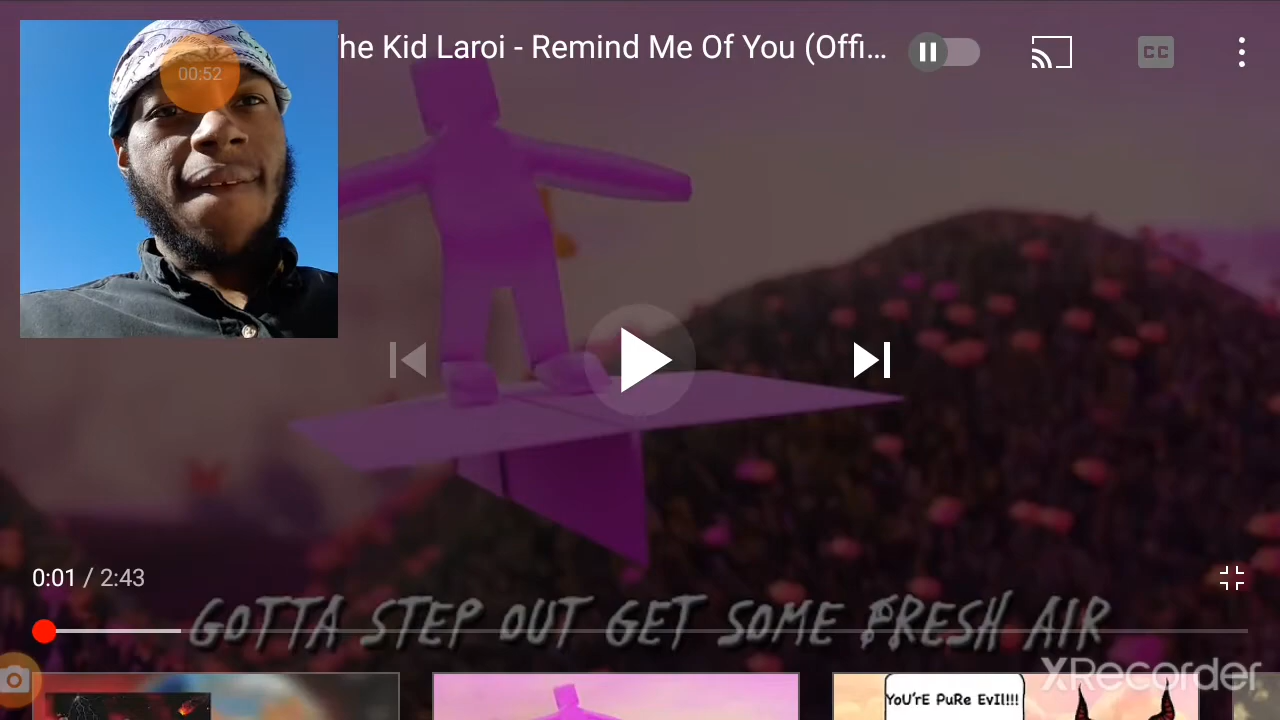 00:52
he Kid Laroi - Remind Me Of You (Offi...
CC
0:01 / 2:43
GOTTA STEP OUT GET SOME FRESH AIR
XRecorder
YoU'rE PuRe EvIl!!!